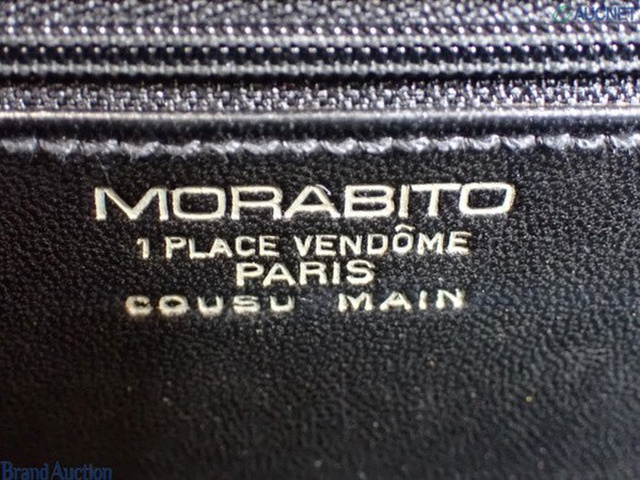 AUCNET
MORABITO
1 PLACE VENDÔME
PARIS
COUSU MAIN
Brand Auction